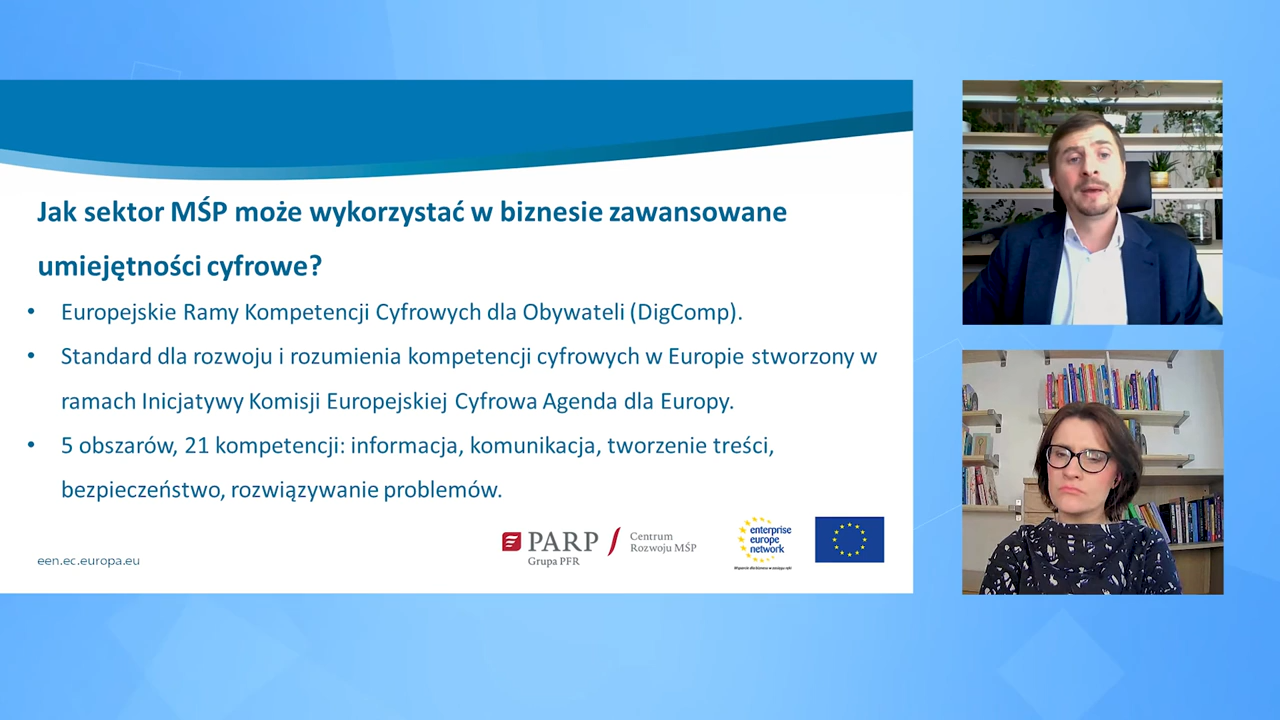 Jak sektor MŚP może wykorzystać w biznesie zawansowane
umiejętności cyfrowe?
• Europejskie Ramy Kompetencji Cyfrowych dla Obywateli (DigComp).
• Standard dla rozwoju i rozumienia kompetencji cyfrowych w Europie stworzony w
ramach Inicjatywy Komisji Europejskiej Cyfrowa Agenda dla Europy.
• 5 obszarów, 21 kompetencji: informacja, komunikacja, tworzenie treści,
bezpieczeństwo, rozwiązywanie problemów.
een.ec.europa.eu
PARP
Grupa PFR
Centrum
Rozwoju MŚP
enterprise
europe
network